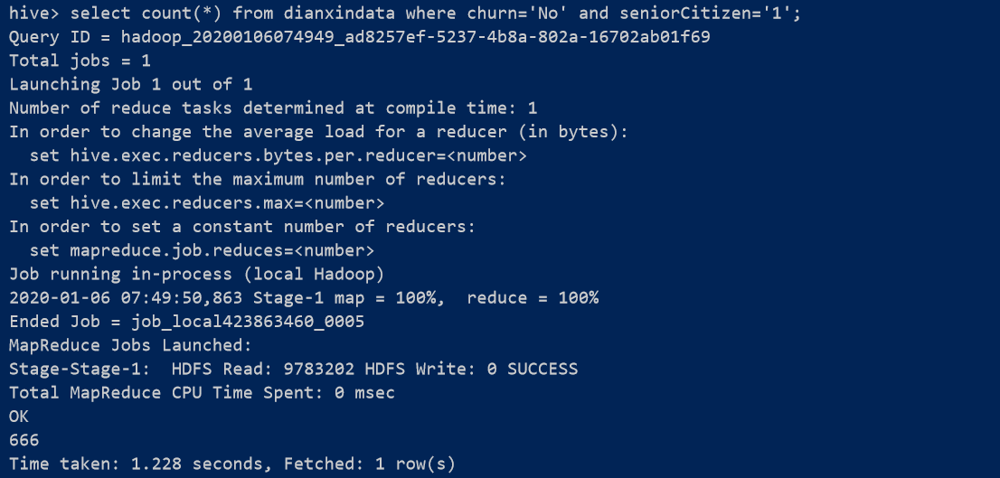 hive> select count(*) from dianxindata where churn='No' and seniorCitizen='1';
Query ID = hadoop_20200106074949_ad8257ef-5237-4b8a-802a-16702ab01f69
Total jobs = 1
Launching Job 1 out of 1
Number of reduce tasks determined at compile time: 1
In order to change the average load for a reducer (in bytes):
  set hive.exec.reducers.bytes.per.reducer=<number>
In order to limit the maximum number of reducers:
  set hive.exec.reducers.max=<number>
In order to set a constant number of reducers:
  set mapreduce.job.reduces=<number>
Job running in-process (local Hadoop)
2020-01-06 07:49:50,863 Stage-1 map = 100%,  reduce = 100%
Ended Job = job_local423863460_0005
MapReduce Jobs Launched:
Stage-Stage-1:  HDFS Read: 9783202 HDFS Write: 0 SUCCESS
Total MapReduce CPU Time Spent: 0 msec
OK
666
Time taken: 1.228 seconds, Fetched: 1 row(s)